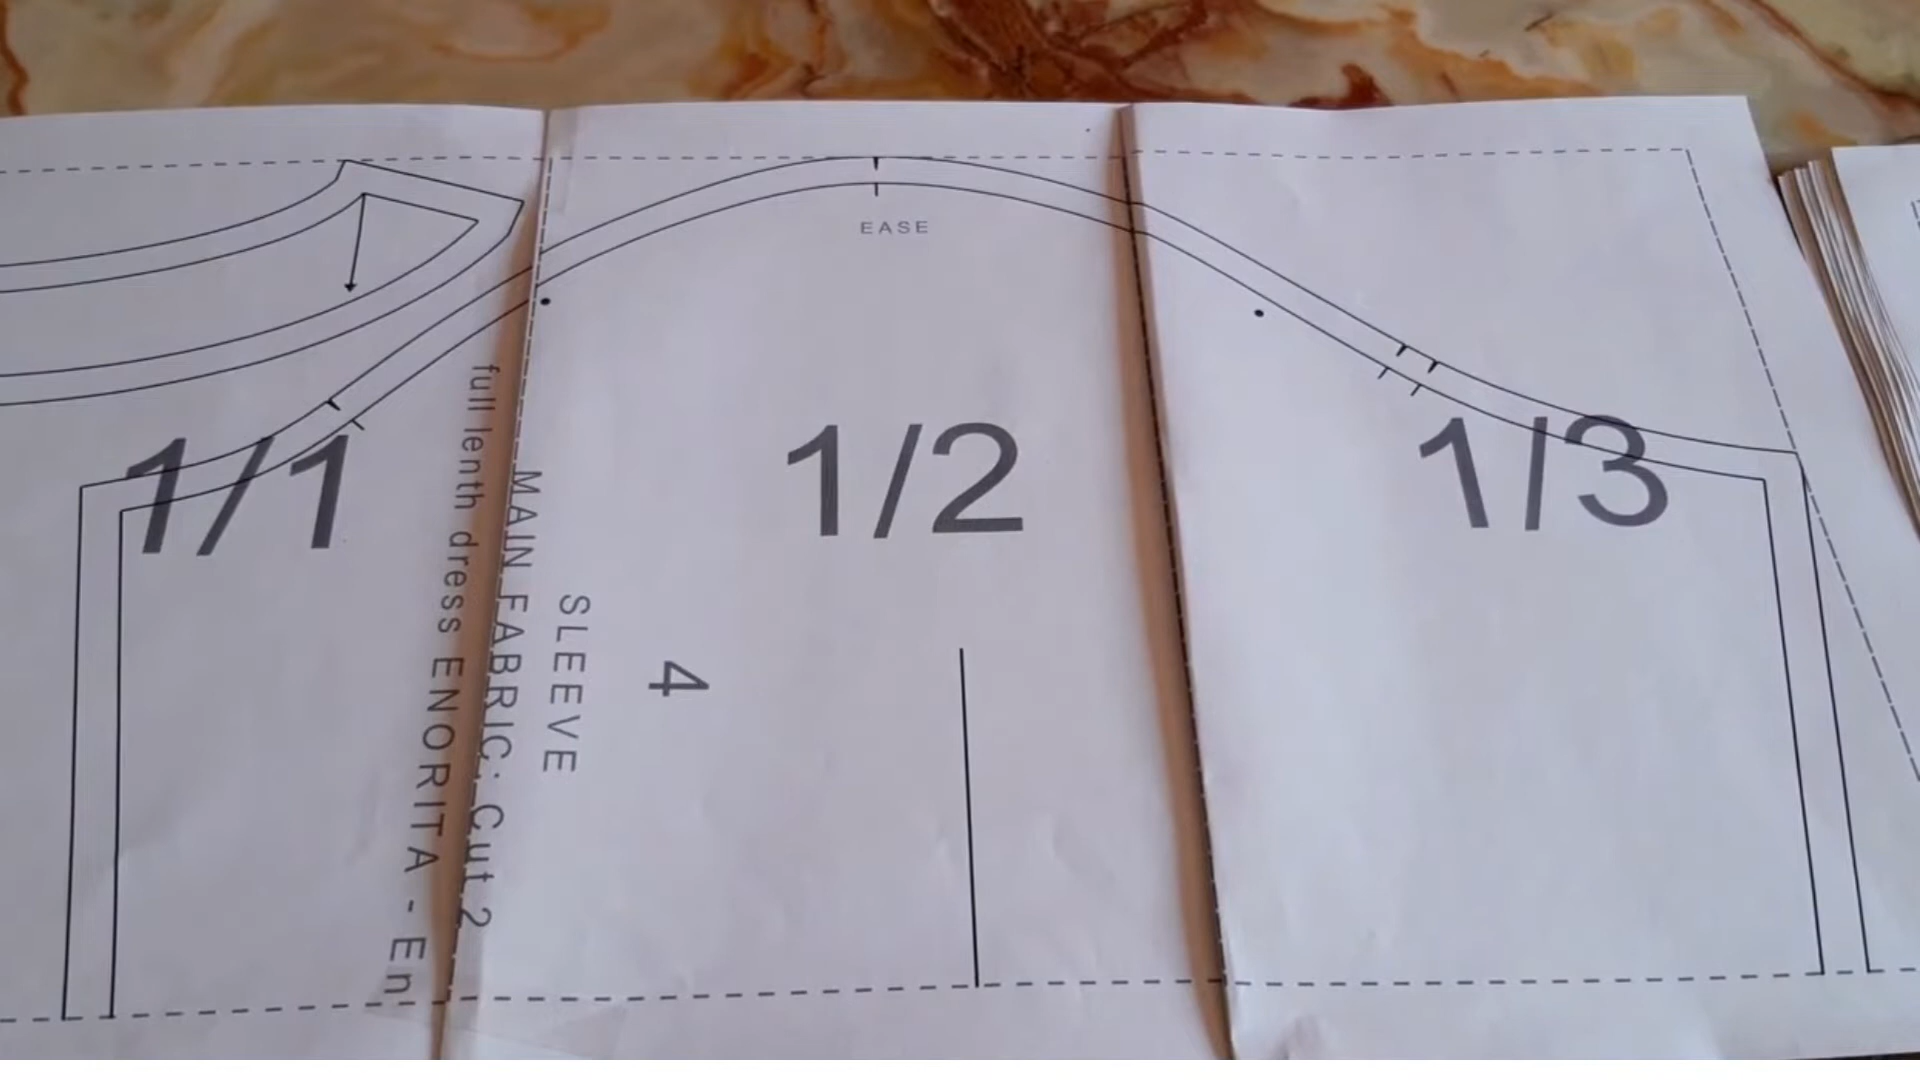 EASE
1/1
1/2
1/3
4
SLEEVE
MAIN FABRIC: Cut 2
full lenth dress ENORITA - En